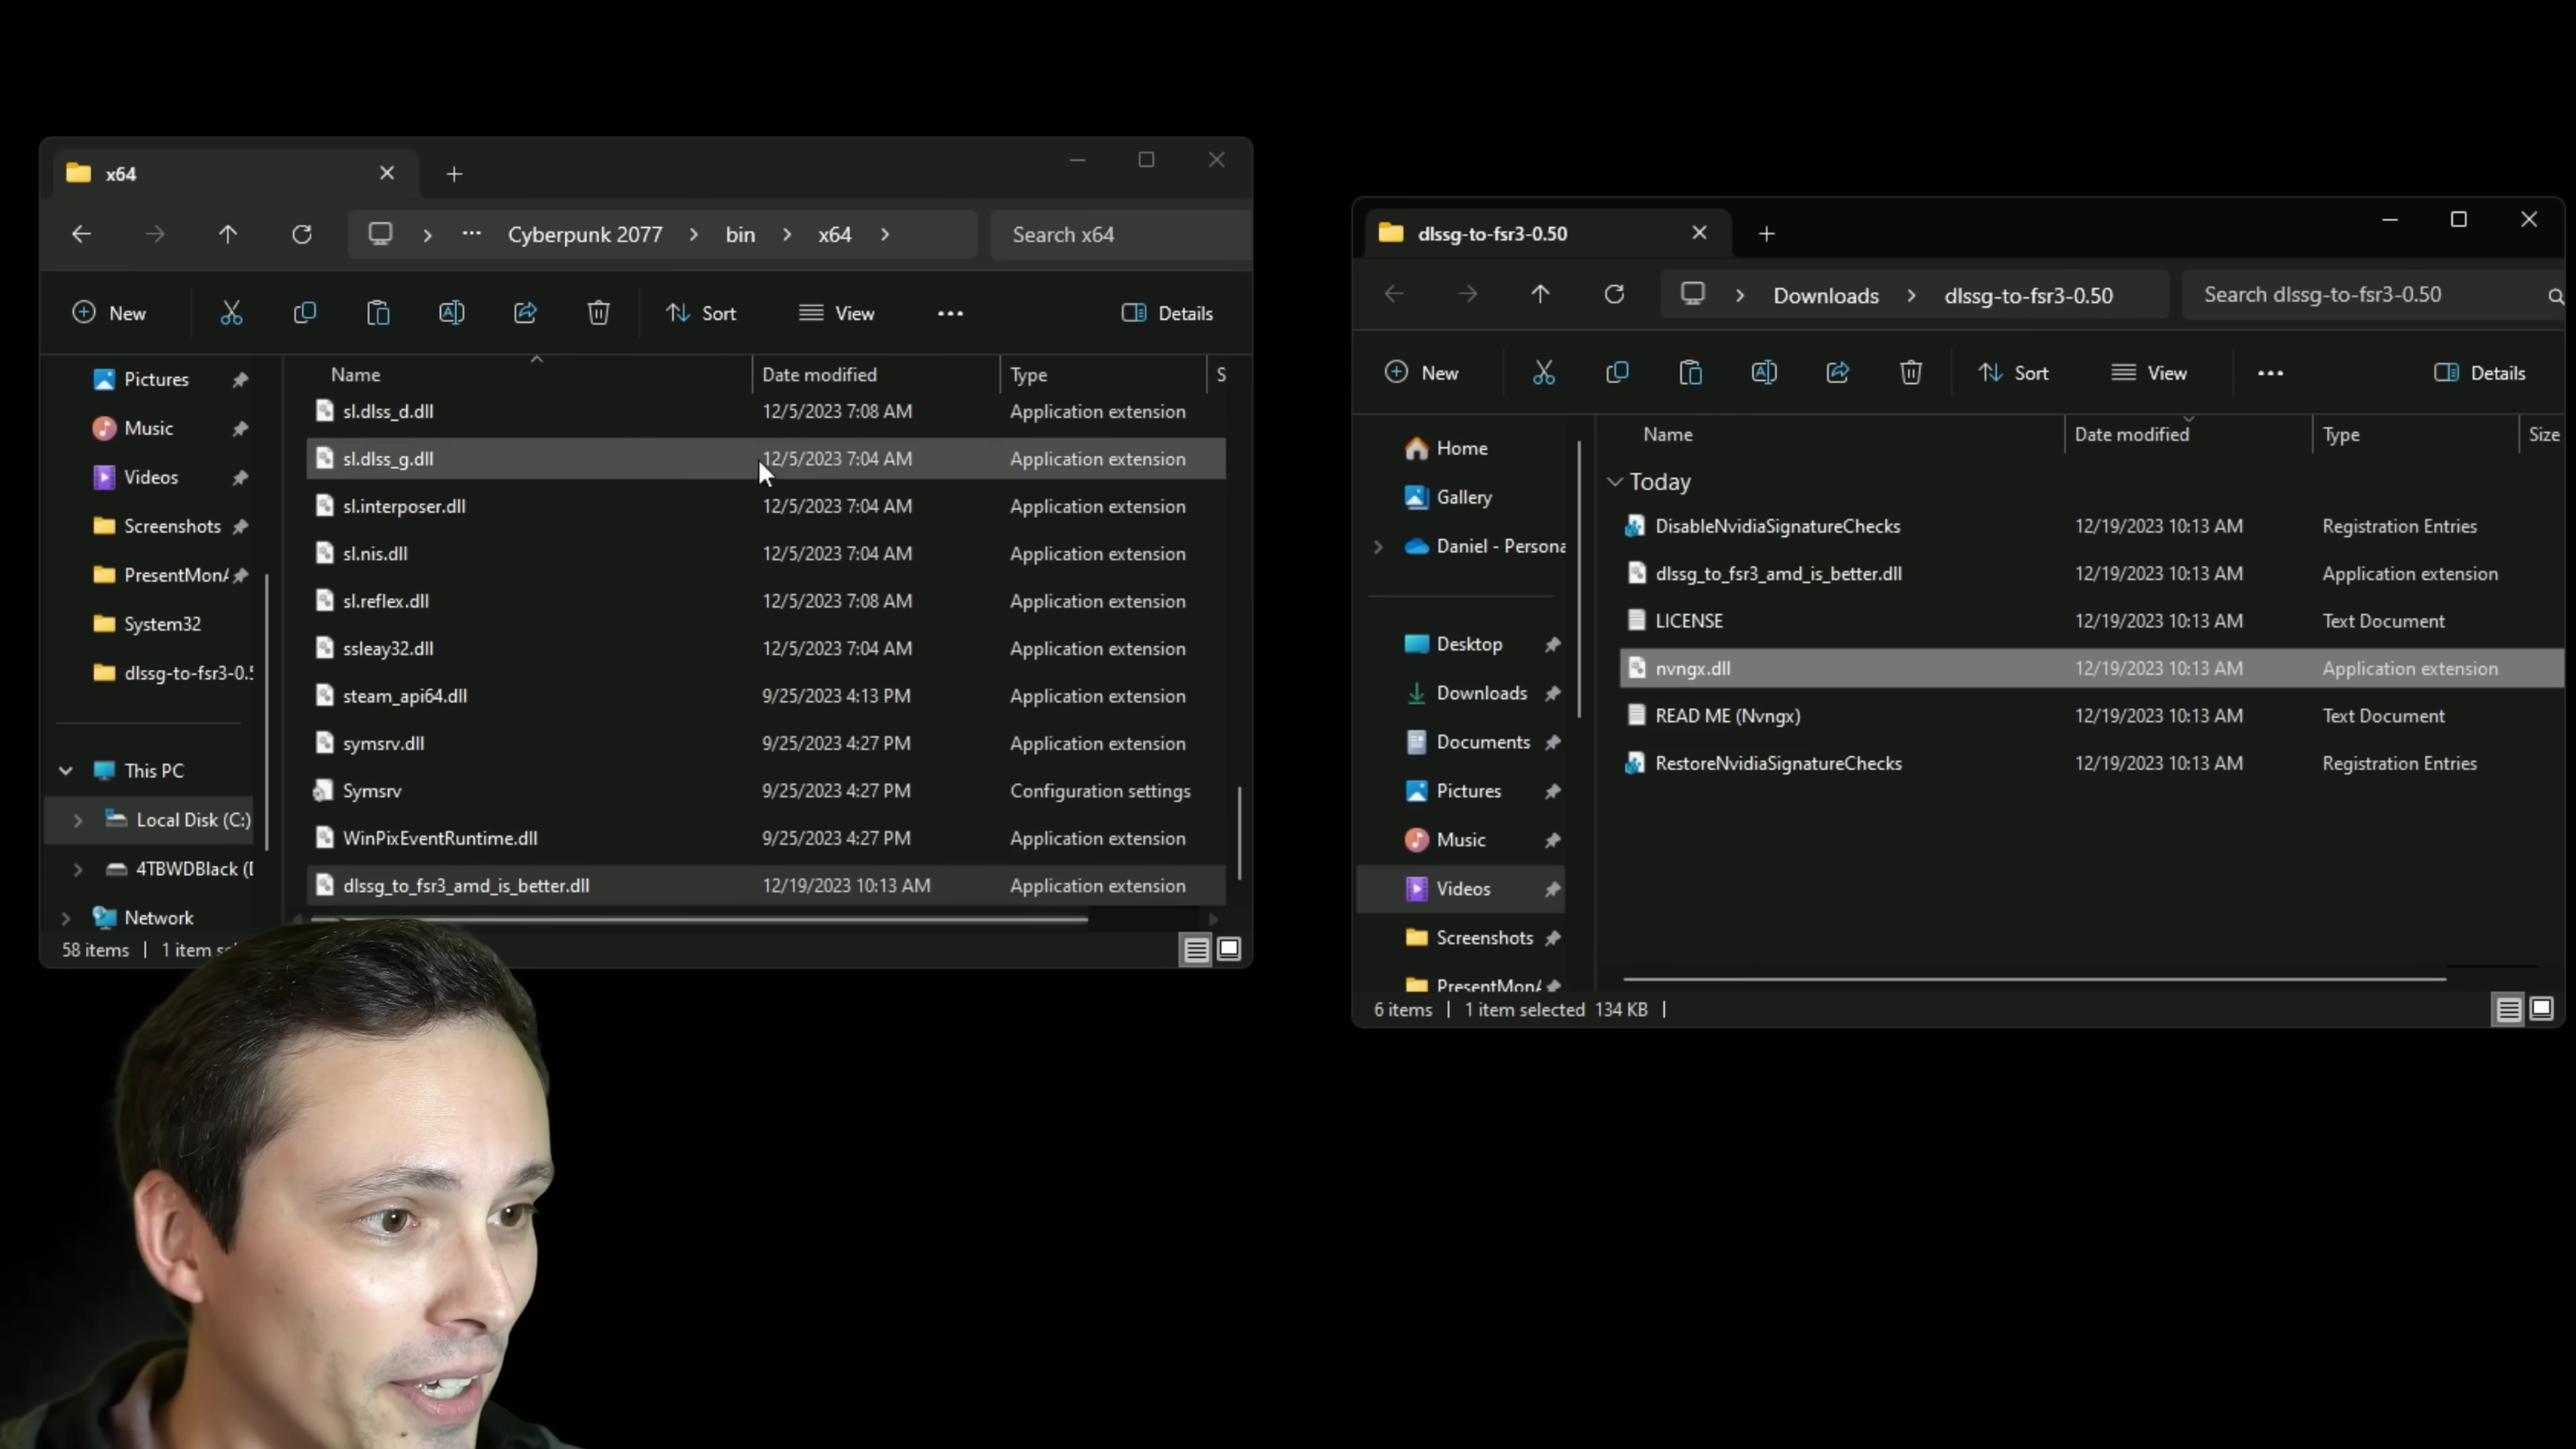 x64
Cyberpunk 2077 bin x64
Search x64
New
Sort
View
Details
Name Date modified Type S
Pictures
Music
Videos
Screenshots
PresentMonA
System32
dlssg-to-fsr3-0.5
This PC
Local Disk (C:)
4TBWDBlack (D
Network
sl.dlss_d.dll 12/5/2023 7:08 AM Application extension
sl.dlss_g.dll 12/5/2023 7:04 AM Application extension
sl.interposer.dll 12/5/2023 7:04 AM Application extension
sl.nis.dll 12/5/2023 7:04 AM Application extension
sl.reflex.dll 12/5/2023 7:08 AM Application extension
ssleay32.dll 12/5/2023 7:04 AM Application extension
steam_api64.dll 9/25/2023 4:13 PM Application extension
symsrv.dll 9/25/2023 4:27 PM Application extension
Symsrv 9/25/2023 4:27 PM Configuration settings
WinPixEventRuntime.dll 9/25/2023 4:27 PM Application extension
dlssg_to_fsr3_amd_is_better.dll 12/19/2023 10:13 AM Application extension
58 items | 1 item
dlssg-to-fsr3-0.50
Downloads dlssg-to-fsr3-0.50
Search dlssg-to-fsr3-0.50
New
Sort
View
Details
Name Date modified Type Size
Home
Gallery
Daniel - Persona
Desktop
Downloads
Documents
Pictures
Music
Videos
Screenshots
PresentMonA
Today
DisableNvidiaSignatureChecks 12/19/2023 10:13 AM Registration Entries
dlssg_to_fsr3_amd_is_better.dll 12/19/2023 10:13 AM Application extension
LICENSE 12/19/2023 10:13 AM Text Document
nvngx.dll 12/19/2023 10:13 AM Application extension
READ ME (Nvngx) 12/19/2023 10:13 AM Text Document
RestoreNvidiaSignatureChecks 12/19/2023 10:13 AM Registration Entries
6 items | 1 item selected 134 KB |